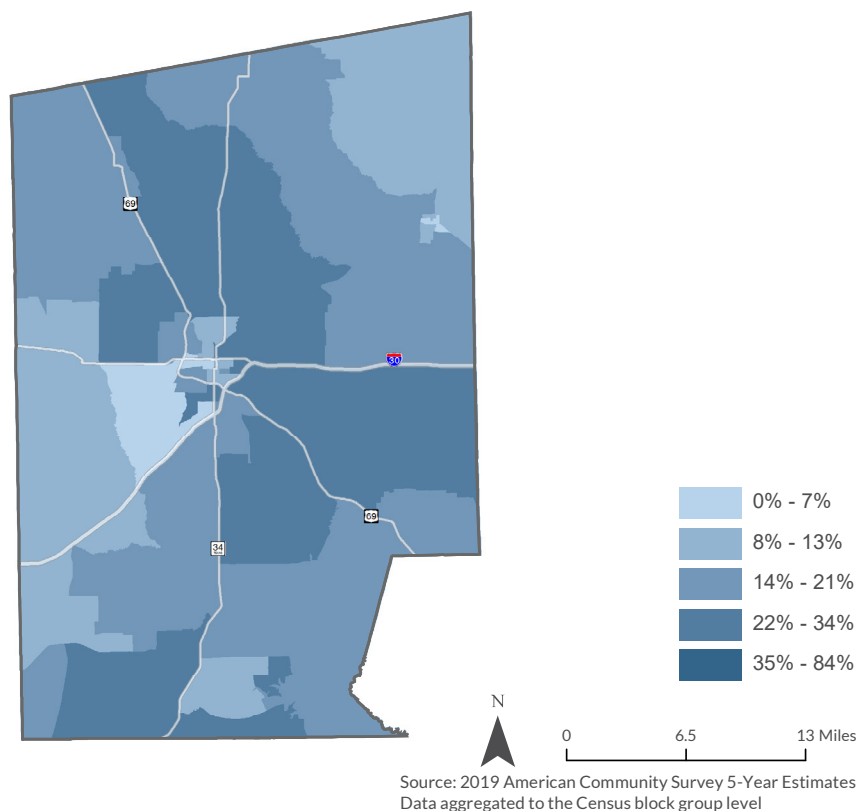 69
30
69
34
0% - 7%
8% - 13%
14% - 21%
22% - 34%
35% - 84%
N
0 6.5 13 Miles
Source: 2019 American Community Survey 5-Year Estimates
Data aggregated to the Census block group level